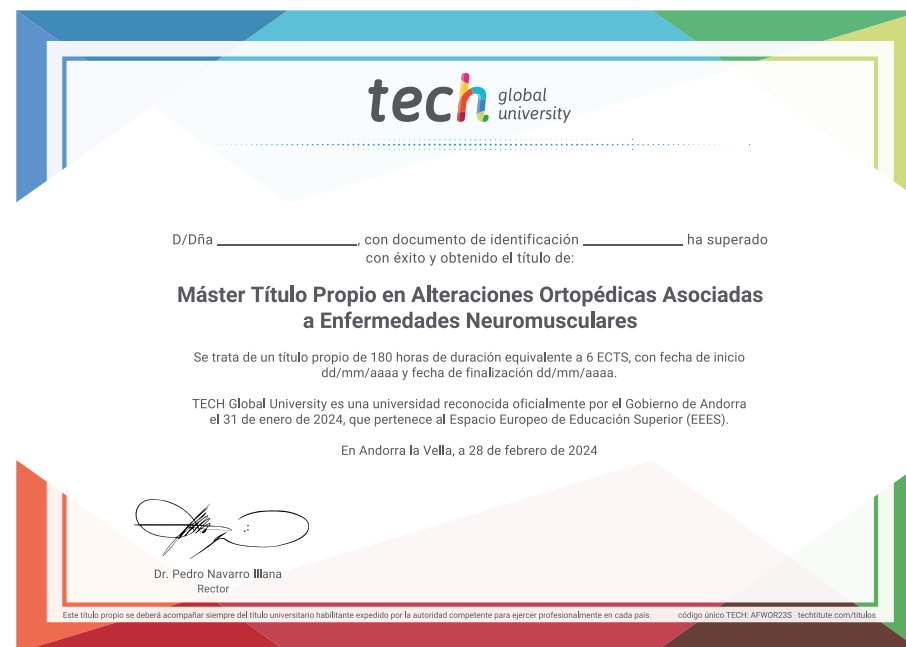 tech global
university
D/Dña ____________________, con documento de identificación ______________ ha superado
con éxito y obtenido el título de:
Máster Título Propio en Alteraciones Ortopédicas Asociadas
a Enfermedades Neuromusculares
Se trata de un título propio de 180 horas de duración equivalente a 6 ECTS, con fecha de inicio
dd/mm/aaaa y fecha de finalización dd/mm/aaaa.
TECH Global University es una universidad reconocida oficialmente por el Gobierno de Andorra
el 31 de enero de 2024, que pertenece al Espacio Europeo de Educación Superior (EEES).
En Andorra la Vella, a 28 de febrero de 2024
Dr. Pedro Navarro Illana
Rector
Este título propio se deberá acompañar siempre del título universitario habilitante expedido por la autoridad competente para ejercer profesionalmente en cada país. código único TECH: AFWOR23S techtitute.com/titulos